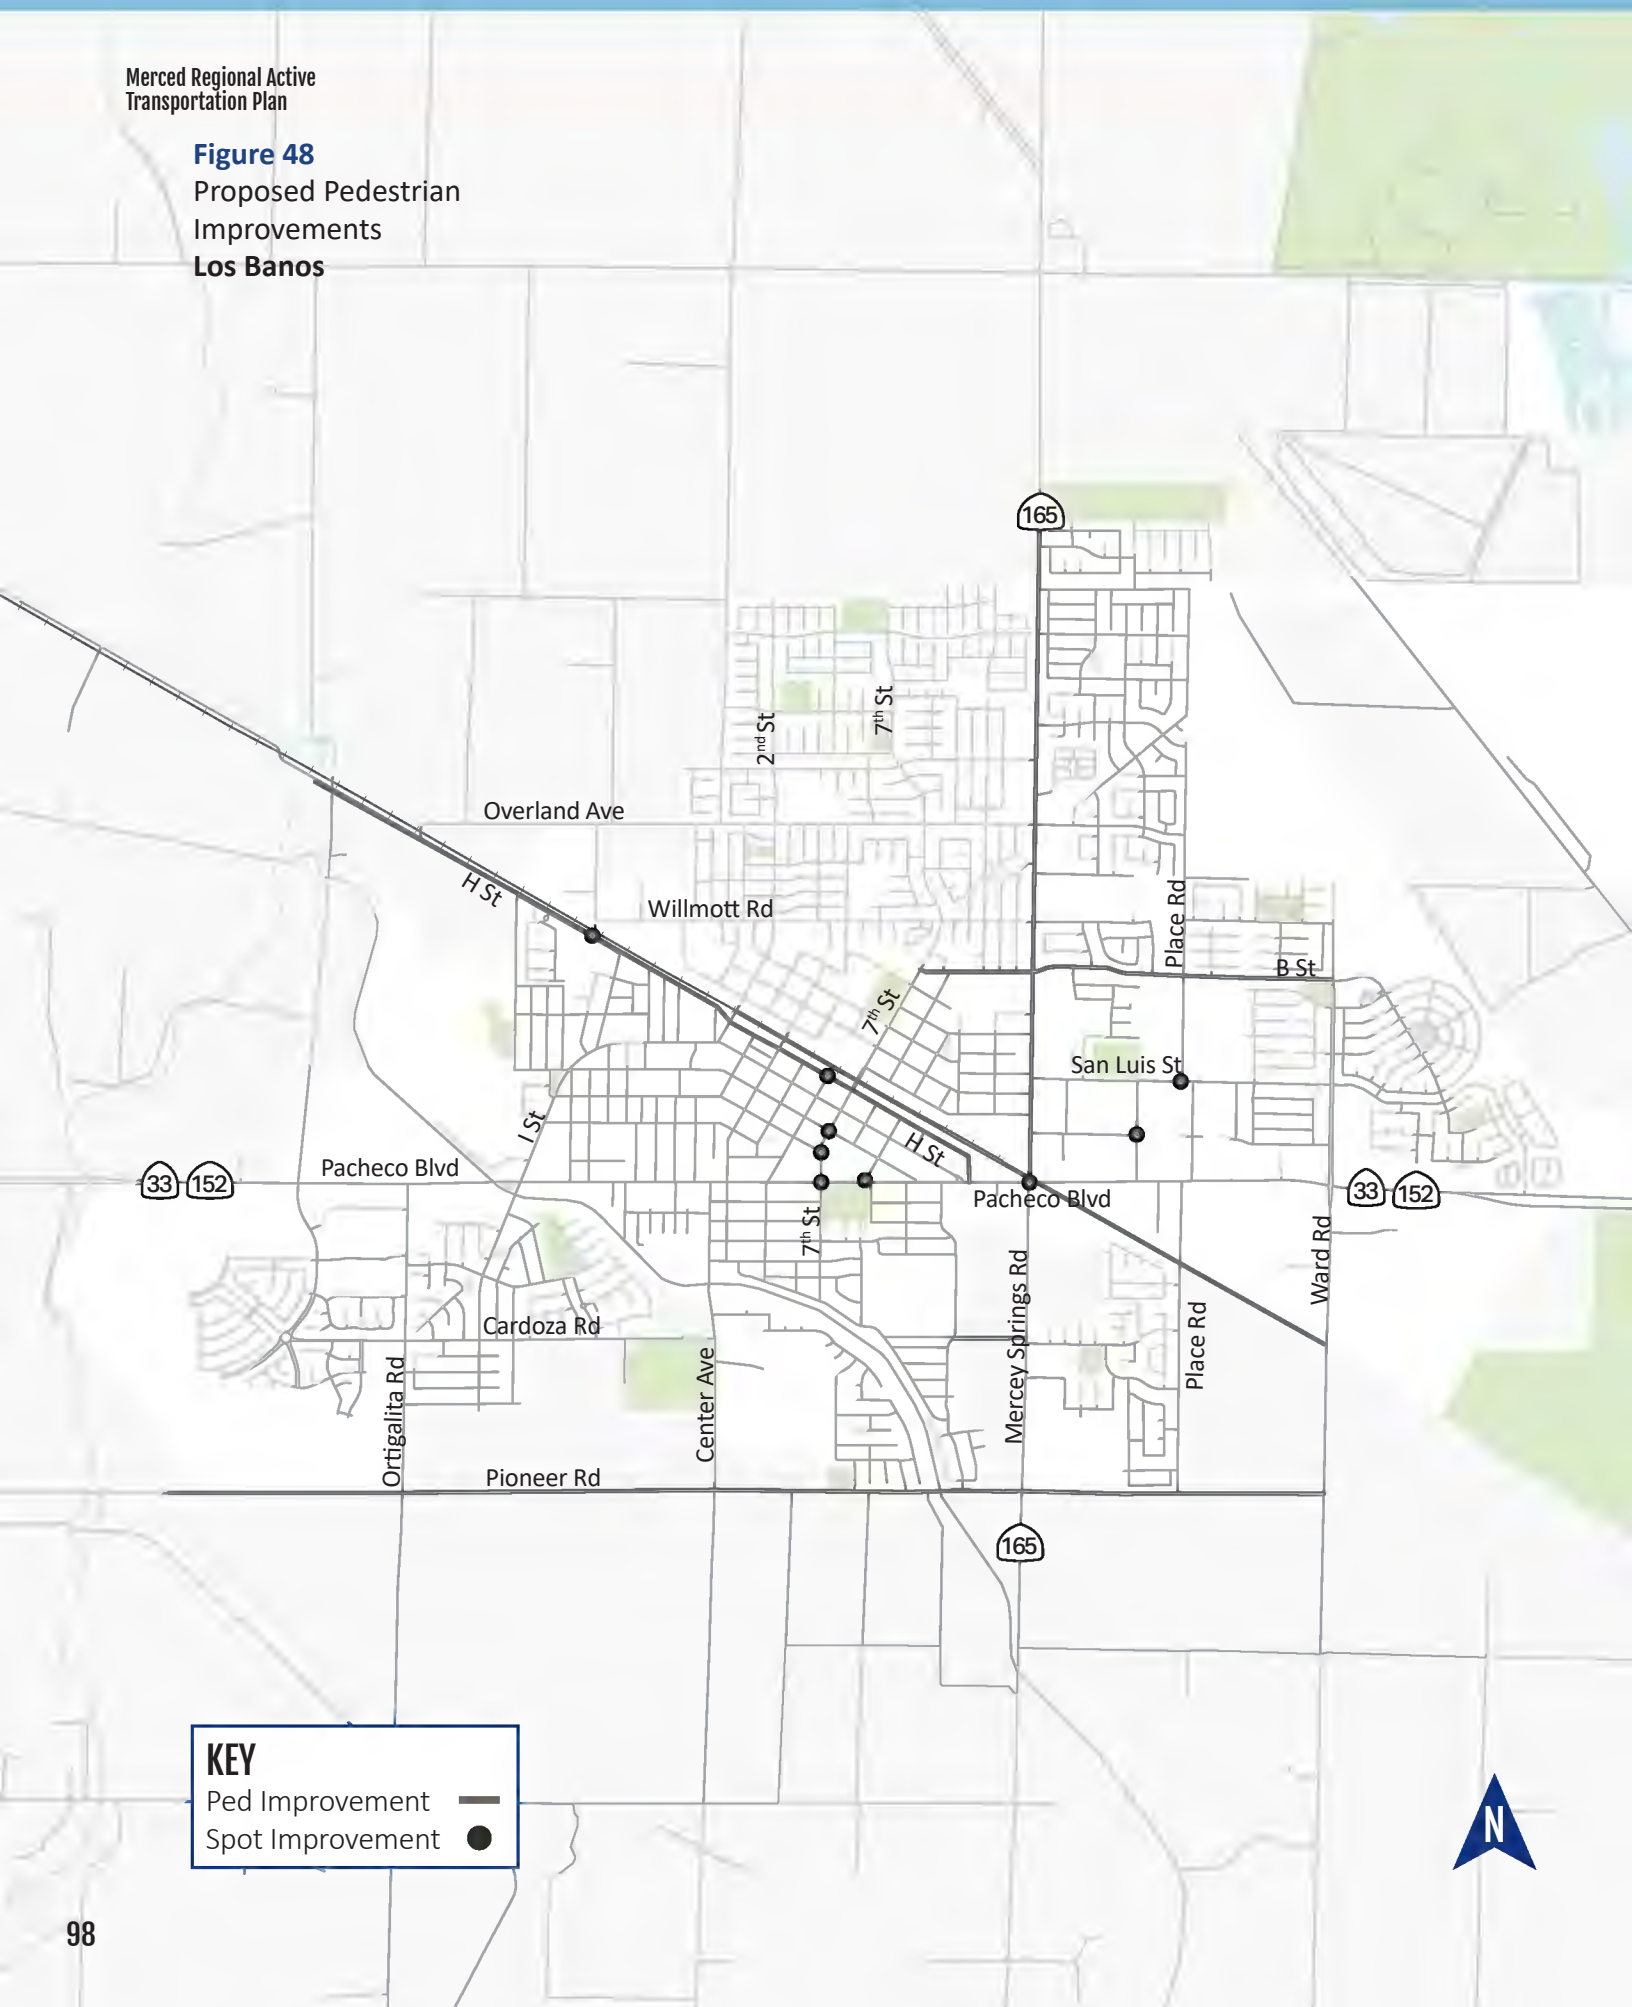 Merced Regional Active
Transportation Plan
Figure 48
Proposed Pedestrian
Improvements
Los Banos
165
2nd St
7th St
Overland Ave
H St
Willmott Rd
Place Rd
B St
7th St
San Luis St
I St
H St
Pacheco Blvd
33 152
33 152
Pacheco Blvd
7th St
Ward Rd
Mercey Springs Rd
Place Rd
Cardoza Rd
Ortigalita Rd
Center Ave
Pioneer Rd
165
KEY
Ped Improvement
Spot Improvement
N
98